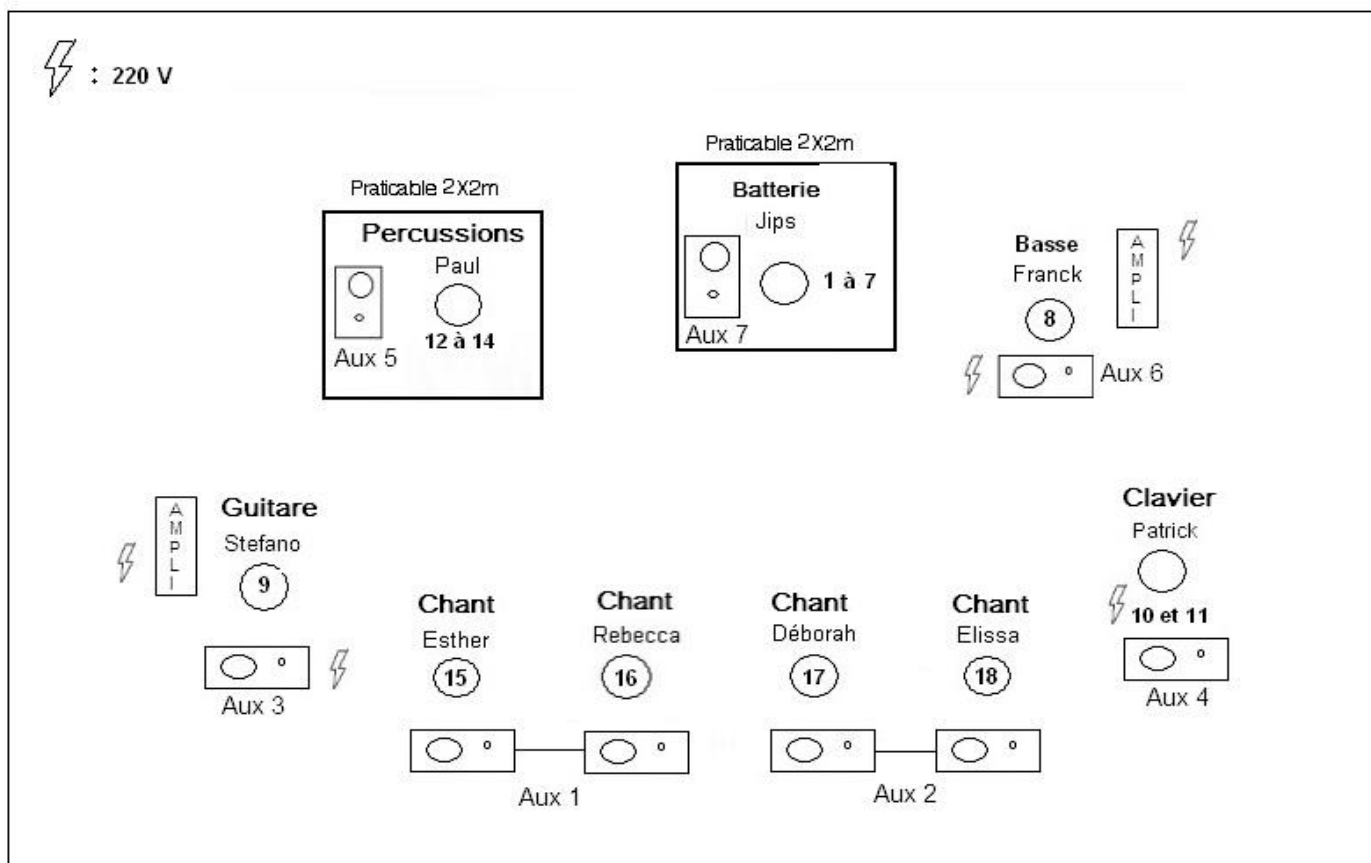 : 220 V
Praticable 2X2m
Praticable 2X2m
Percussions
Paul
12 à 14
Aux 5
Batterie
Jips
1 à 7
Aux 7
Basse
Franck
8
AMPLI
Aux 6
AMPLI
Guitare
Stefano
9
Aux 3
Chant
Esther
15
Chant
Rebecca
16
Aux 1
Chant
Déborah
17
Chant
Elissa
18
Aux 2
Clavier
Patrick
10 et 11
Aux 4